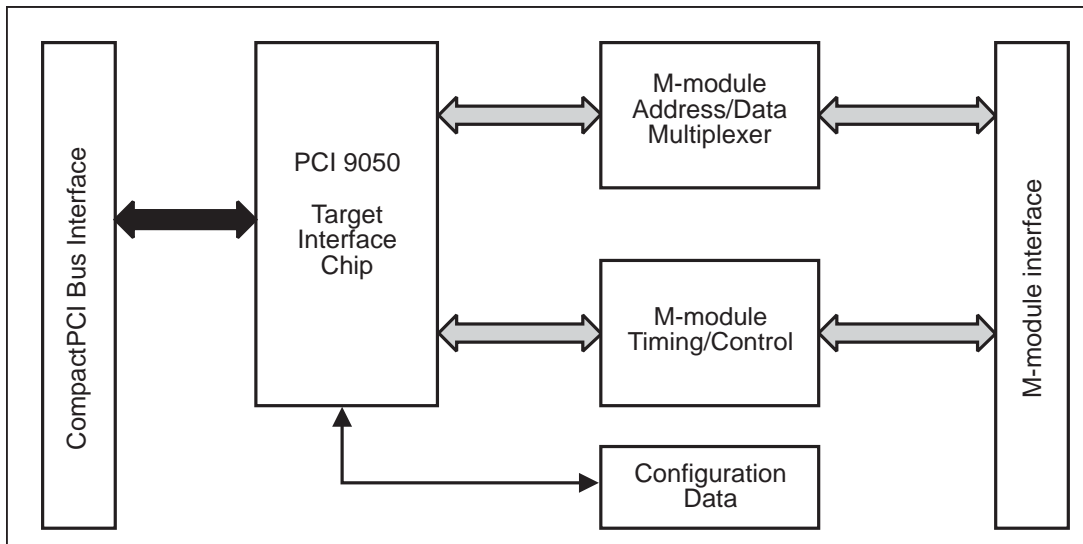 CompactPCI Bus Interface
PCI 9050
Target
Interface
Chip
M-module
Address/Data
Multiplexer
M-module
Timing/Control
Configuration
Data
M-module interface